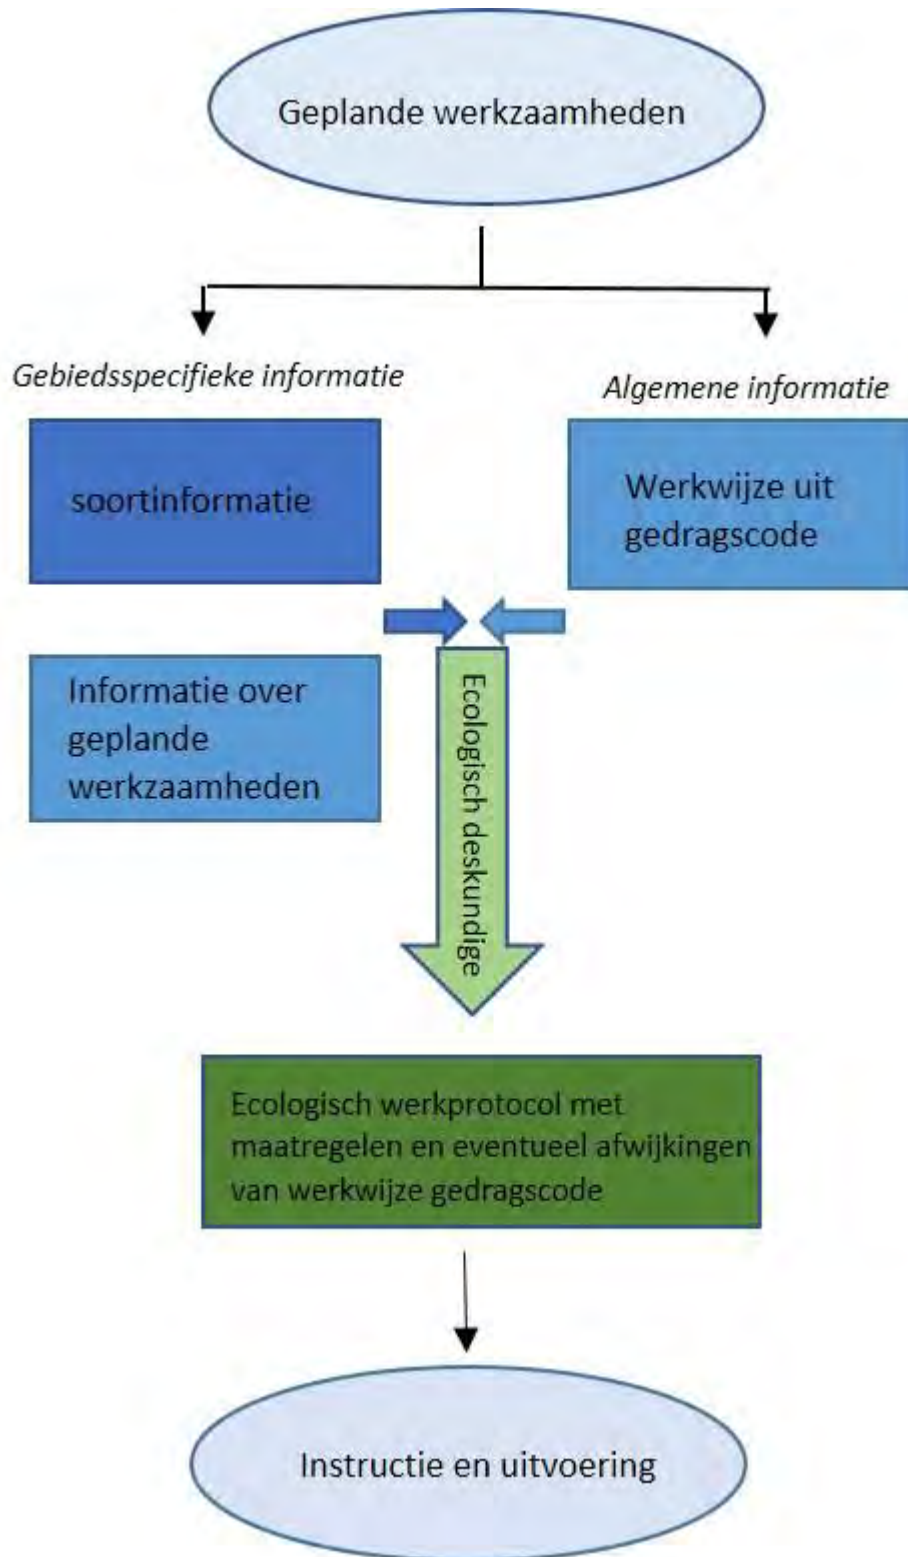 Geplande werkzaamheden
Gebiedsspecifieke informatie
Algemene informatie
soortinformatie
Werkwijze uit
gedragscode
Informatie over
geplande
werkzaamheden
Ecologisch deskundige
Ecologisch werkprotocol met
maatregelen en eventueel afwijkingen
van werkwijze gedragscode
Instructie en uitvoering